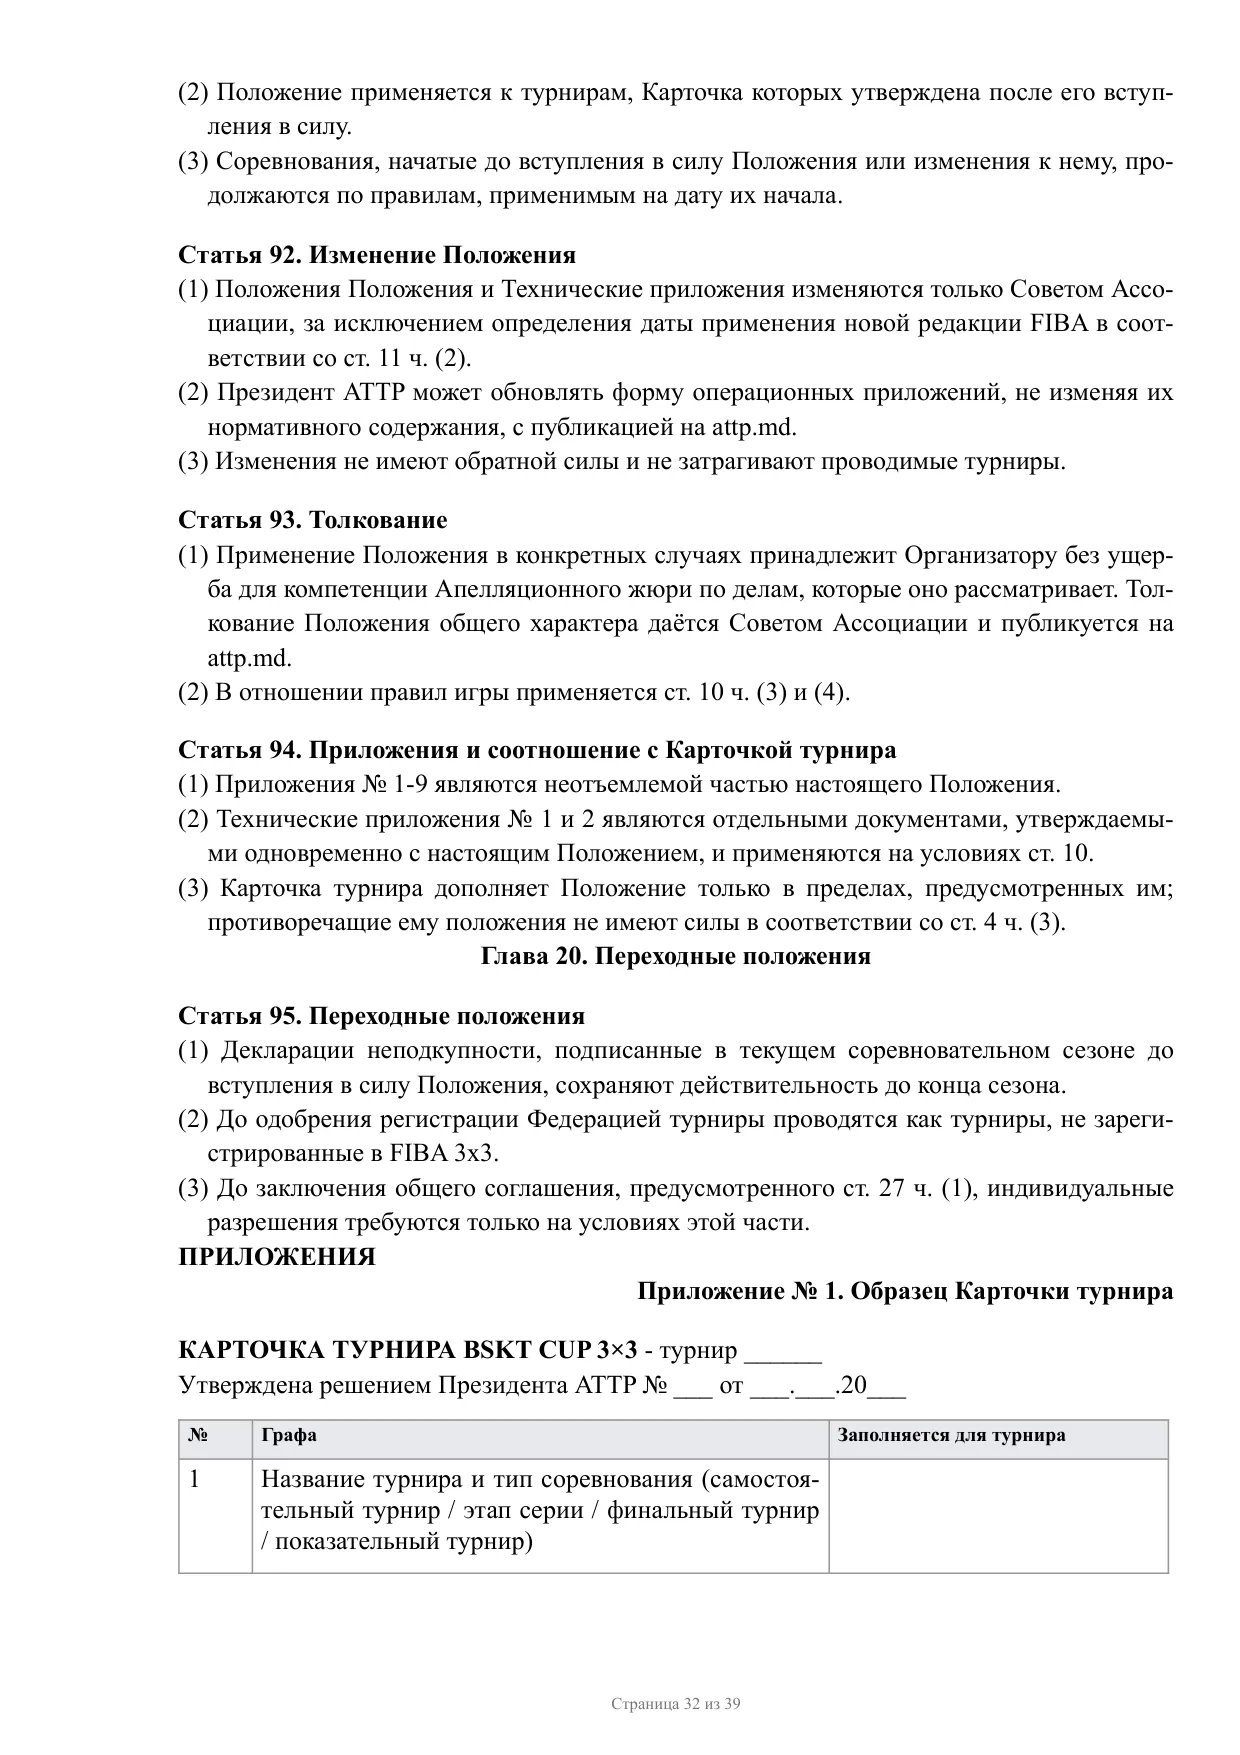 (2) Положение применяется к турнирам, Карточка которых утверждена после его вступ-
ления в силу.
(3) Соревнования, начатые до вступления в силу Положения или изменения к нему, про-
должаются по правилам, применимым на дату их начала.
Статья 92. Изменение Положения
(1) Положения Положения и Технические приложения изменяются только Советом Ассо-
циации, за исключением определения даты применения новой редакции FIBA в соот-
ветствии со ст. 11 ч. (2).
(2) Президент АТТР может обновлять форму операционных приложений, не изменяя их
нормативного содержания, с публикацией на attp.md.
(3) Изменения не имеют обратной силы и не затрагивают проводимые турниры.
Статья 93. Толкование
(1) Применение Положения в конкретных случаях принадлежит Организатору без ущер-
ба для компетенции Апелляционного жюри по делам, которые оно рассматривает. Тол-
кование Положения общего характера даётся Советом Ассоциации и публикуется на
attp.md.
(2) В отношении правил игры применяется ст. 10 ч. (3) и (4).
Статья 94. Приложения и соотношение с Карточкой турнира
(1) Приложения № 1-9 являются неотъемлемой частью настоящего Положения.
(2) Технические приложения № 1 и 2 являются отдельными документами, утверждаемы-
ми одновременно с настоящим Положением, и применяются на условиях ст. 10.
(3) Карточка турнира дополняет Положение только в пределах, предусмотренных им;
противоречащие ему положения не имеют силы в соответствии со ст. 4 ч. (3).
Глава 20. Переходные положения
Статья 95. Переходные положения
(1) Декларации неподкупности, подписанные в текущем соревновательном сезоне до
вступления в силу Положения, сохраняют действительность до конца сезона.
(2) До одобрения регистрации Федерацией турниры проводятся как турниры, не зареги-
стрированные в FIBA 3x3.
(3) До заключения общего соглашения, предусмотренного ст. 27 ч. (1), индивидуальные
разрешения требуются только на условиях этой части.
ПРИЛОЖЕНИЯ
Приложение № 1. Образец Карточки турнира
КАРТОЧКА ТУРНИРА BSKT CUP 3×3 - турнир ______
Утверждена решением Президента АТТР № ___ от ___.___.20___
№ Графа Заполняется для турнира
1 Название турнира и тип соревнования (самостоя-
тельный турнир / этап серии / финальный турнир
/ показательный турнир)
Страница 32 из 39